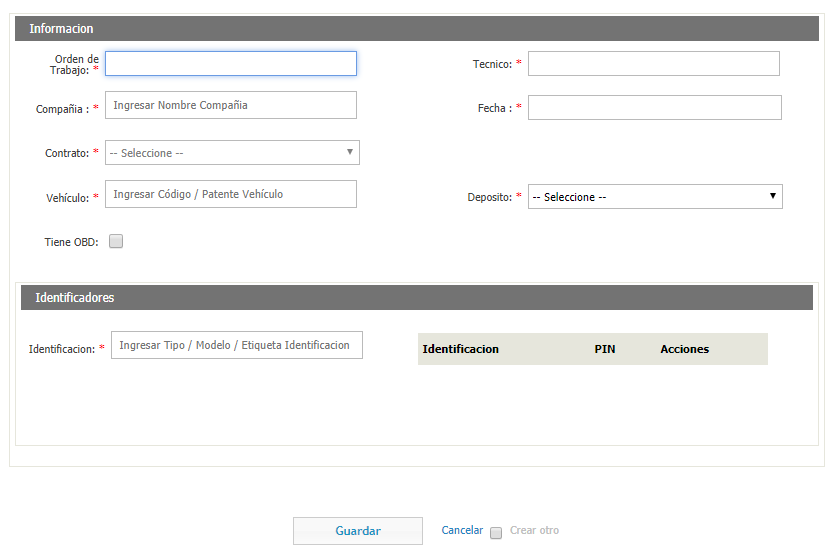 Informacion
Orden de
Trabajo: *
Tecnico: *
Compañia : *
Ingresar Nombre Compañia
Fecha : *
Contrato: *
-- Seleccione --
Vehículo: *
Ingresar Código / Patente Vehículo
Deposito: *
-- Seleccione --
Tiene OBD:
Identificadores
Identificacion: *
Ingresar Tipo / Modelo / Etiqueta Identificacion
Identificacion PIN Acciones
Guardar
Cancelar
Crear otro